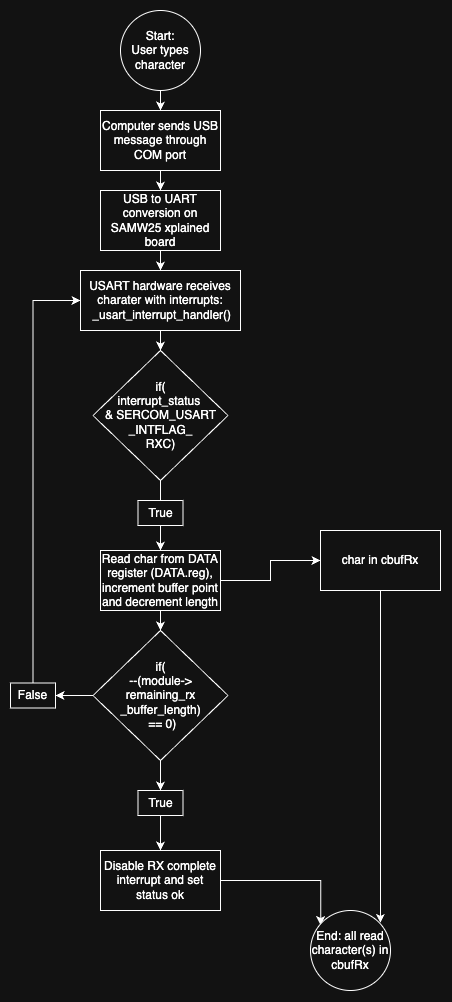 Start:
User types
character
Computer sends USB
message through
COM port
USB to UART
conversion on
SAMW25 xplained
board
USART hardware receives
charater with interrupts:
_usart_interrupt_handler()
if(
interrupt_status
& SERCOM_USART
_INTFLAG_
RXC)
True
Read char from DATA
register (DATA.reg),
increment buffer point
and decrement length
char in cbufRx
if(
--(module->
remaining_rx
_buffer_length)
== 0)
False
True
Disable RX complete
interrupt and set
status ok
End: all read
character(s) in
cbufRx